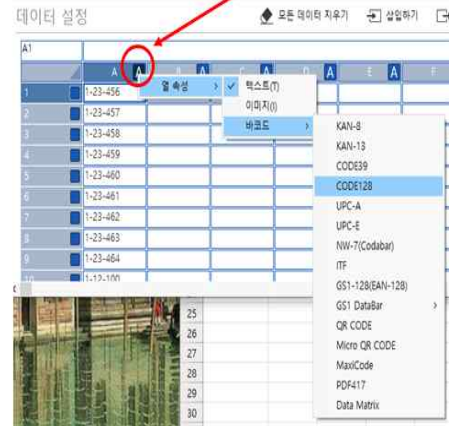 데이터 설정
모든 데이터 지우기 삽입하기
A1
A A B A C A D A E A F
1 1-23-456
2 1-23-457
3 1-23-458
4 1-23-459
5 1-23-460
6 1-23-461
7 1-23-462
8 1-23-463
9 1-23-464
10 1-12-100
열 속성 >
✓ 텍스트(T)
이미지(I)
바코드 >
KAN-8
KAN-13
CODE39
CODE128
UPC-A
UPC-E
NW-7(Codabar)
ITF
GS1-128(EAN-128)
GS1 DataBar >
QR CODE
Micro QR CODE
MaxiCode
PDF417
Data Matrix
25
26
27
28
29
30